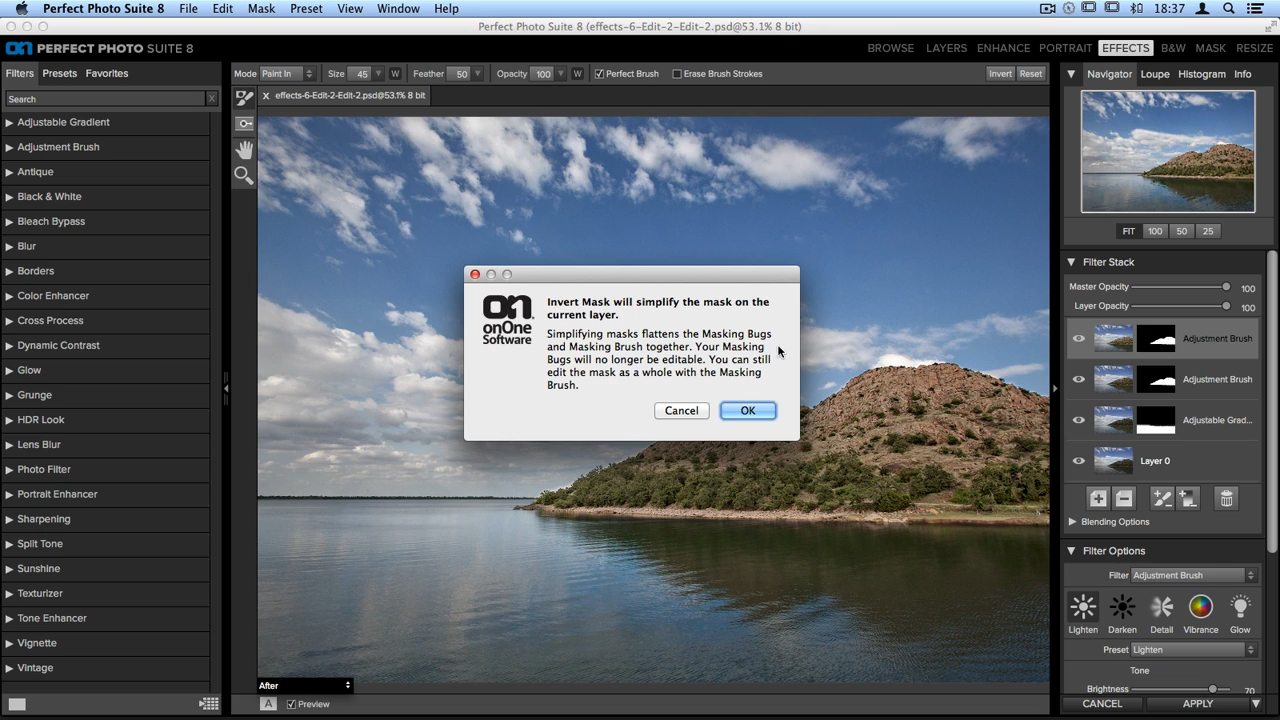 Perfect Photo Suite 8 File Edit Mask Preset View Window Help 18:37
Perfect Photo Suite 8 (effects-6-Edit-2-Edit-2.psd@53.1% 8 bit)
on PERFECT PHOTO SUITE 8 BROWSE LAYERS ENHANCE PORTRAIT EFFECTS B&W MASK RESIZE
Filters Presets Favorites
Mode Paint In Size 45 W Feather 50 Opacity 100 W Perfect Brush Erase Brush Strokes Invert Reset
Navigator Loupe Histogram Info
Search X
X effects-6-Edit-2-Edit-2.psd@53.1% 8 bit
Adjustable Gradient
Adjustment Brush
Antique
Black & White
Bleach Bypass
Blur
Borders
Color Enhancer
Cross Process
Dynamic Contrast
Glow
Grunge
HDR Look
Lens Blur
Photo Filter
Portrait Enhancer
Sharpening
Split Tone
Sunshine
Texturizer
Tone Enhancer
Vignette
Vintage
on
onOne
Software
Invert Mask will simplify the mask on the
current layer.
Simplifying masks flattens the Masking Bugs
and Masking Brush together. Your Masking
Bugs will no longer be editable. You can still
edit the mask as a whole with the Masking
Brush.
Cancel OK
After
A Preview
FIT 100 50 25
Filter Stack
Master Opacity 100
Layer Opacity 100
Adjustment Brush
Adjustment Brush
Adjustable Grad...
Layer 0
Blending Options
Filter Options
Filter Adjustment Brush
Lighten Darken Detail Vibrance Glow
Preset Lighten
Tone
Brightness 70
CANCEL APPLY